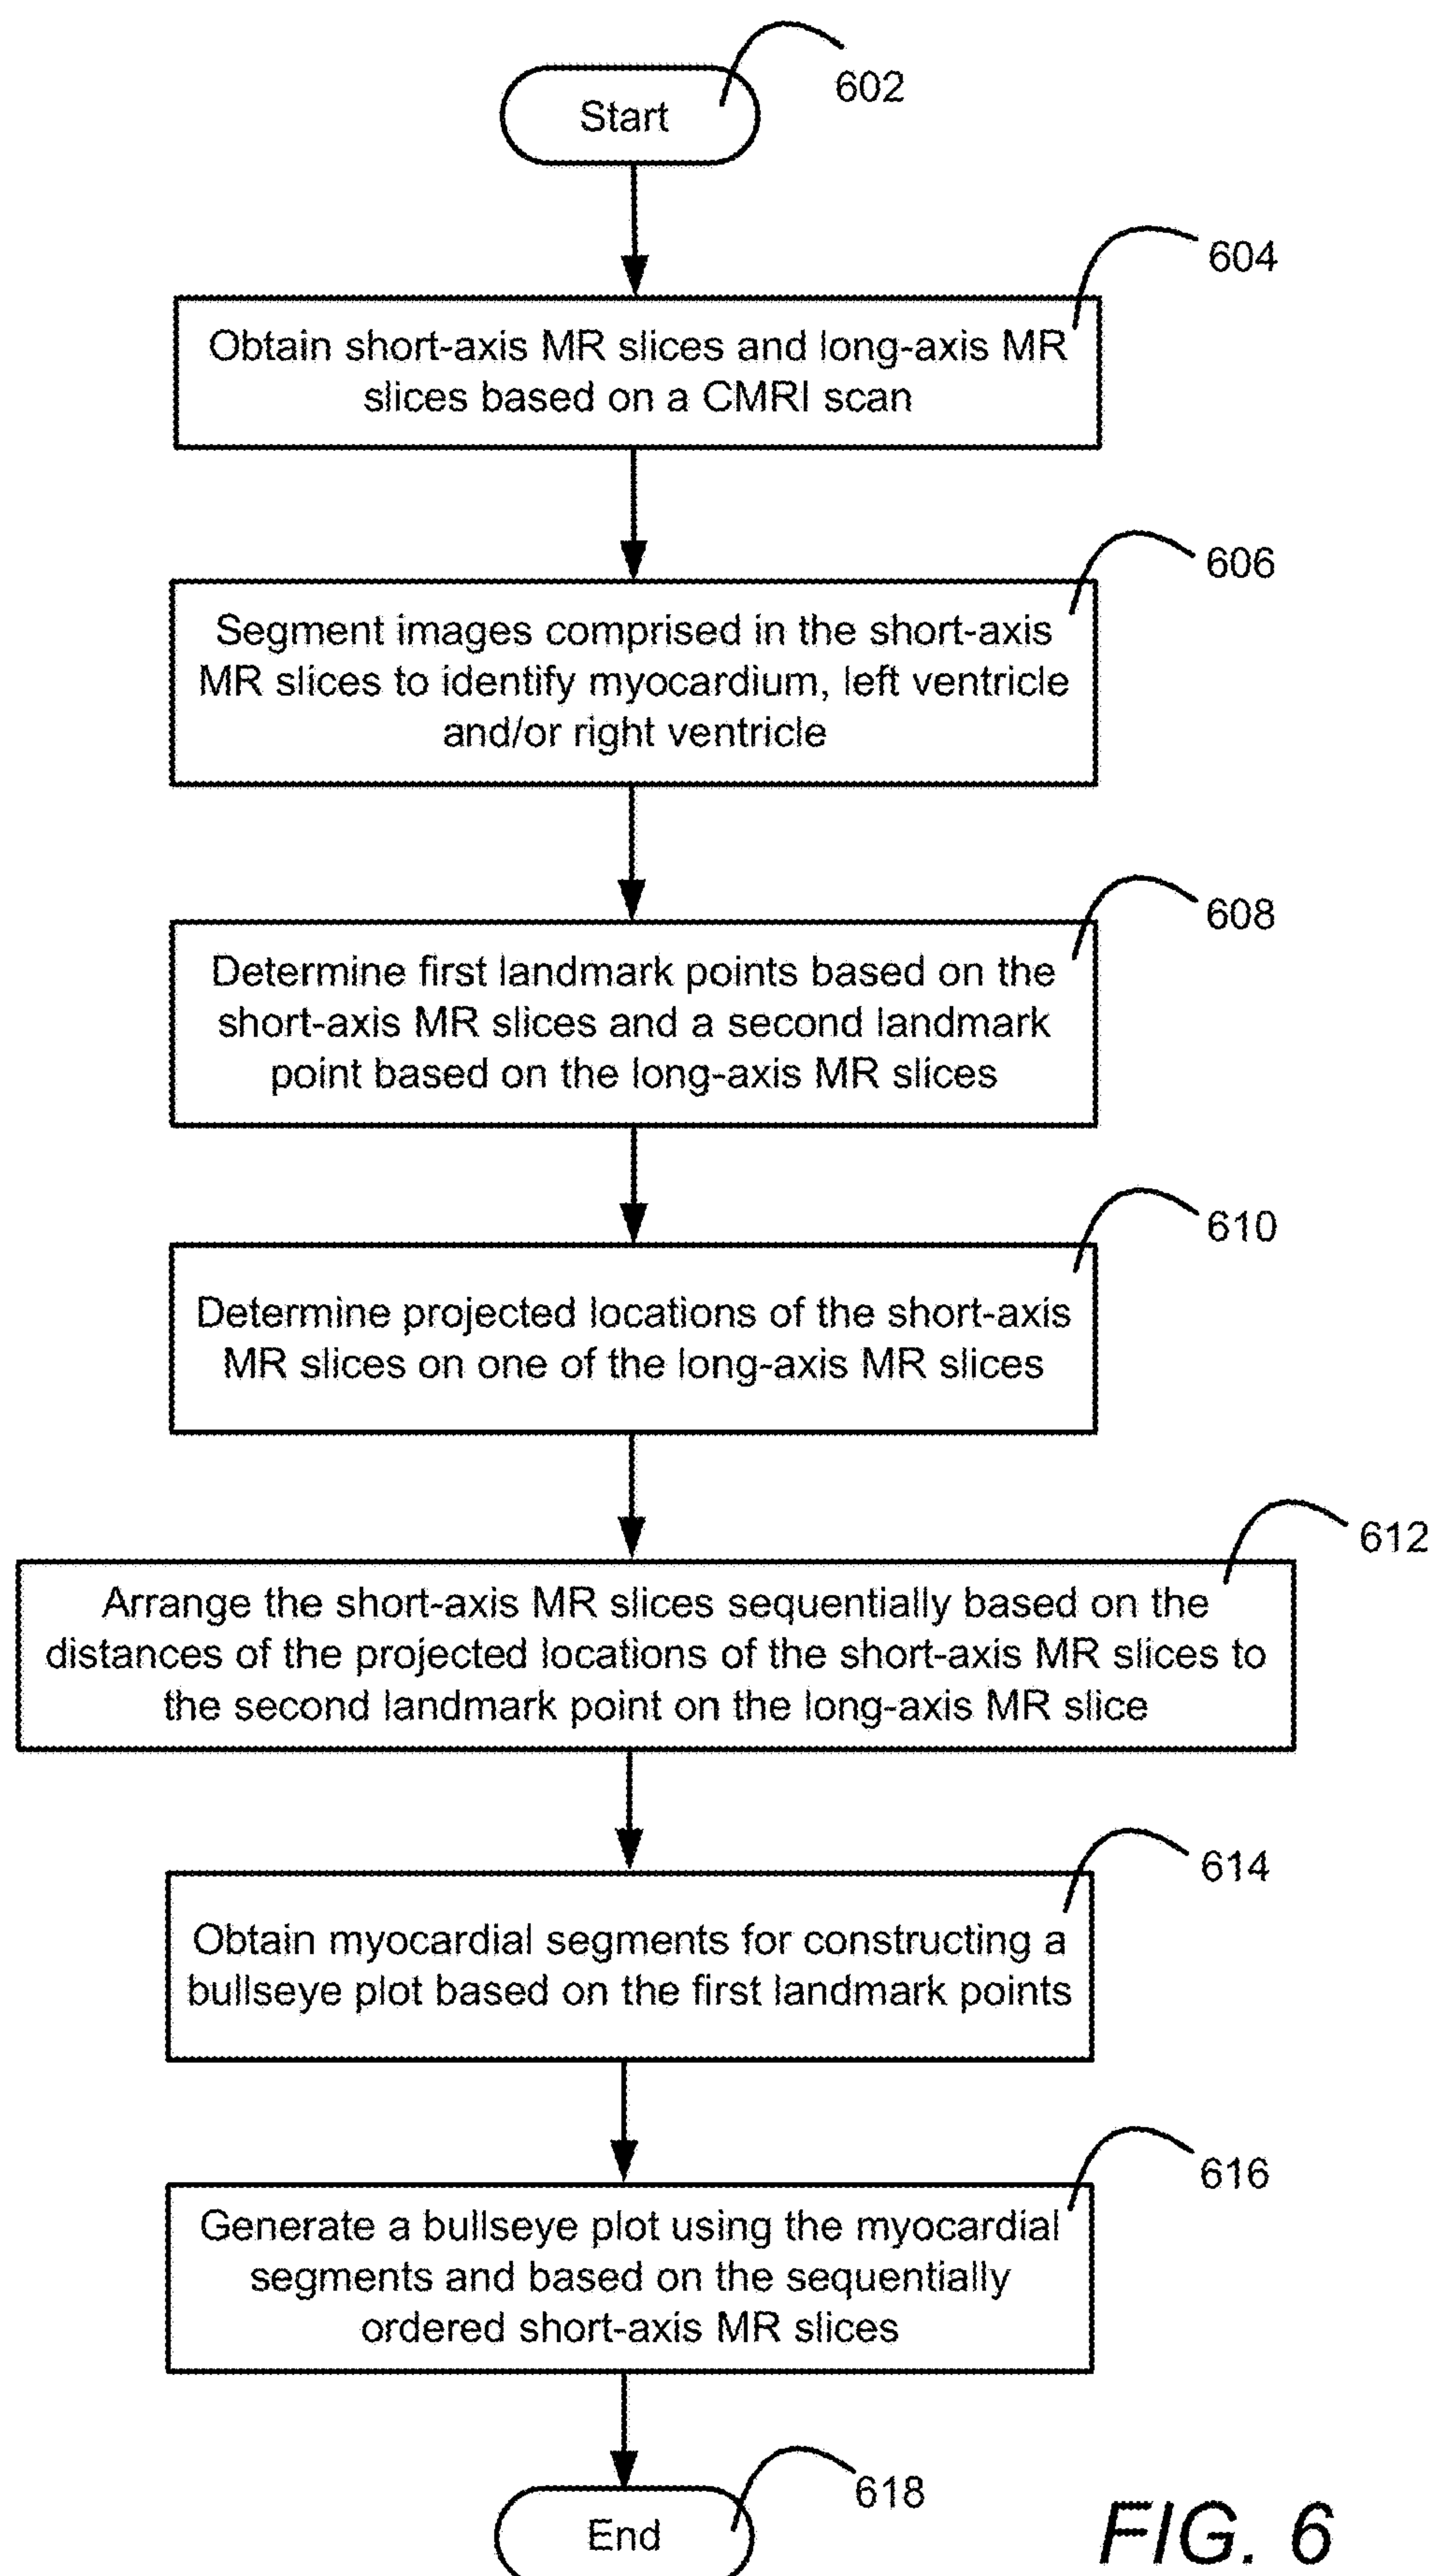 Start
602
604
Obtain short-axis MR slices and long-axis MR
slices based on a CMRI scan
606
Segment images comprised in the short-axis
MR slices to identify myocardium, left ventricle
and/or right ventricle
608
Determine first landmark points based on the
short-axis MR slices and a second landmark
point based on the long-axis MR slices
610
Determine projected locations of the short-axis
MR slices on one of the long-axis MR slices
612
Arrange the short-axis MR slices sequentially based on the
distances of the projected locations of the short-axis MR slices to
the second landmark point on the long-axis MR slice
614
Obtain myocardial segments for constructing a
bullseye plot based on the first landmark points
616
Generate a bullseye plot using the myocardial
segments and based on the sequentially
ordered short-axis MR slices
618
End
FIG. 6